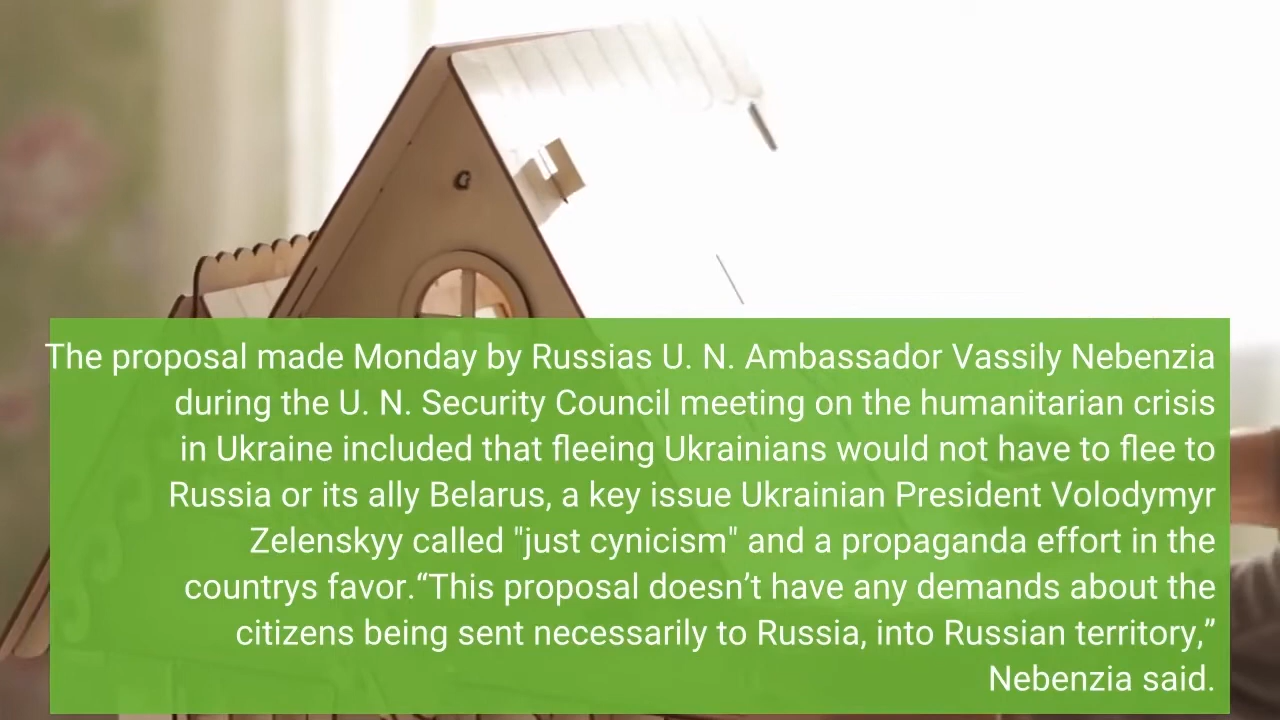 The proposal made Monday by Russias U. N. Ambassador Vassily Nebenzia
during the U. N. Security Council meeting on the humanitarian crisis
in Ukraine included that fleeing Ukrainians would not have to flee to
Russia or its ally Belarus, a key issue Ukrainian President Volodymyr
Zelenskyy called "just cynicism" and a propaganda effort in the
countrys favor.“This proposal doesn’t have any demands about the
citizens being sent necessarily to Russia, into Russian territory,”
Nebenzia said.